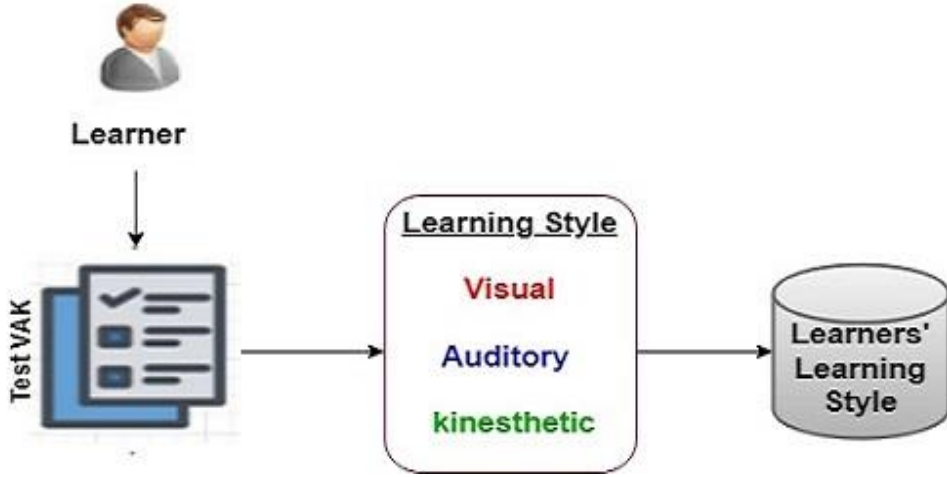 Learner
Test VAK
Learning Style
Visual
Auditory
kinesthetic
Learners'
Learning
Style